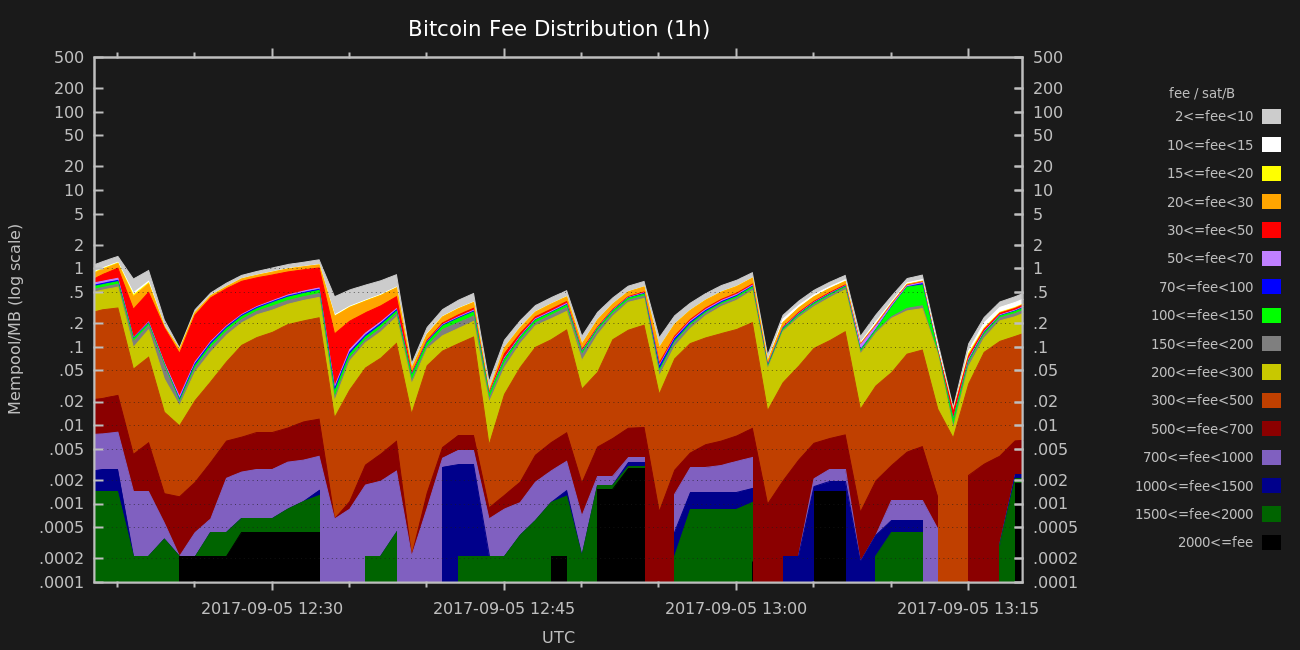 Bitcoin Fee Distribution (1h)
Mempool/MB (log scale)
500
200
100
50
20
10
5
2
1
.5
.2
.1
.05
.02
.01
.005
.002
.001
.0005
.0002
.0001
500
200
100
50
20
10
5
2
1
.5
.2
.1
.05
.02
.01
.005
.002
.001
.0005
.0002
.0001
2017-09-05 12:30
2017-09-05 12:45
2017-09-05 13:00
2017-09-05 13:15
UTC
fee / sat/B
2<=fee<10
10<=fee<15
15<=fee<20
20<=fee<30
30<=fee<50
50<=fee<70
70<=fee<100
100<=fee<150
150<=fee<200
200<=fee<300
300<=fee<500
500<=fee<700
700<=fee<1000
1000<=fee<1500
1500<=fee<2000
2000<=fee